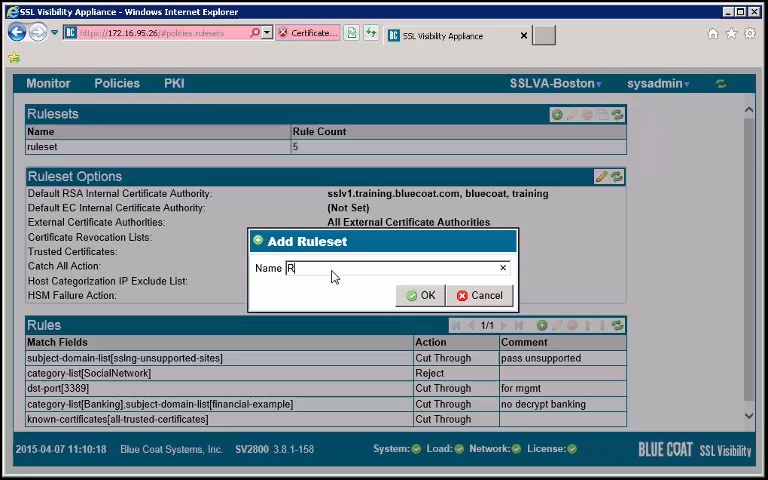 SSL Visibility Appliance - Windows Internet Explorer
https://172.16.95.26/#policies.rulesets
Certificate...
SSL Visibility Appliance
Monitor Policies PKI SSLVA-Boston sysadmin
Rulesets
Name Rule Count
ruleset 5
Ruleset Options
Default RSA Internal Certificate Authority: sslv1.training.bluecoat.com, bluecoat, training
Default EC Internal Certificate Authority: (Not Set)
External Certificate Authorities: All External Certificate Authorities
Certificate Revocation Lists:
Trusted Certificates:
Catch All Action:
Host Categorization IP Exclude List:
HSM Failure Action:
Add Ruleset
Name R
OK Cancel
Rules 1/1
Match Fields Action Comment
subject-domain-list[sslng-unsupported-sites] Cut Through pass unsupported
category-list[SocialNetwork] Reject
dst-port[3389] Cut Through for mgmt
category-list[Banking],subject-domain-list[financial-example] Cut Through no decrypt banking
known-certificates[all-trusted-certificates] Cut Through
2015-04-07 11:10:18 Blue Coat Systems, Inc. SV2800 3.8.1-158 System: Load: Network: License: BLUE COAT SSL Visibility